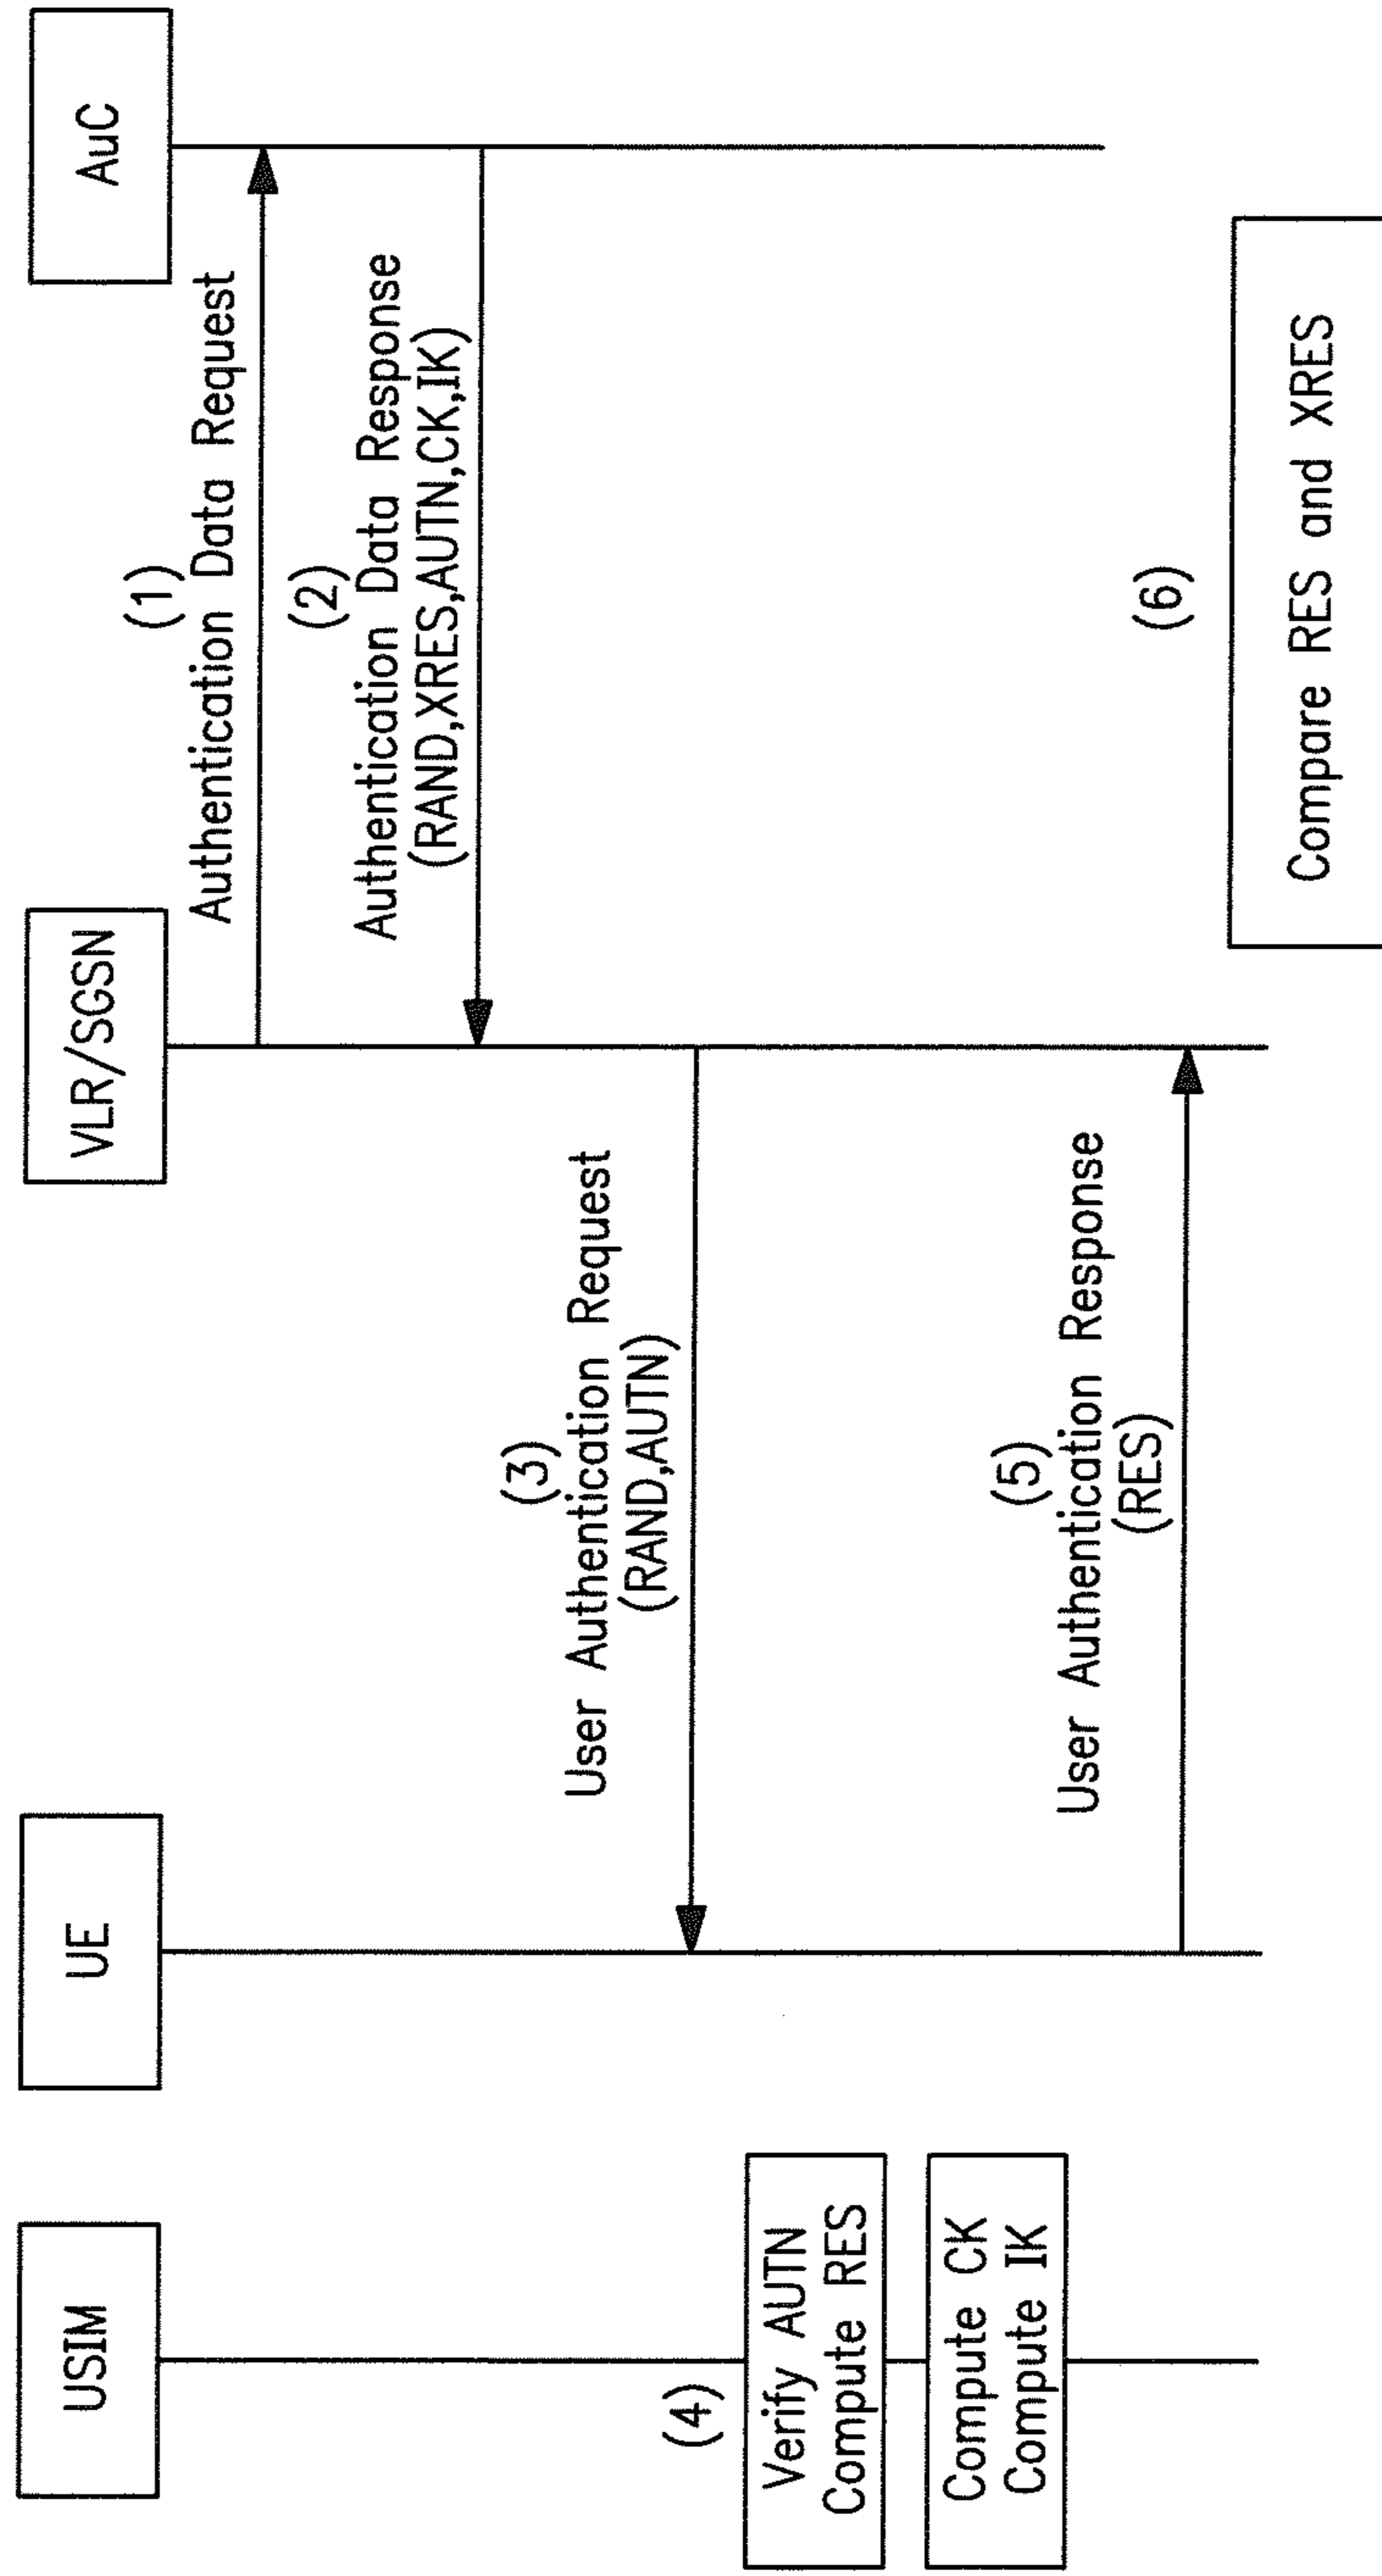 USIM
UE
VLR/SGSN
AuC
(1)
Authentication Data Request
(2)
Authentication Data Response
(RAND,XRES,AUTN,CK,IK)
(3)
User Authentication Request
(RAND,AUTN)
(4)
Verify AUTN
Compute RES
Compute CK
Compute IK
(5)
User Authentication Response
(RES)
(6)
Compare RES and XRES